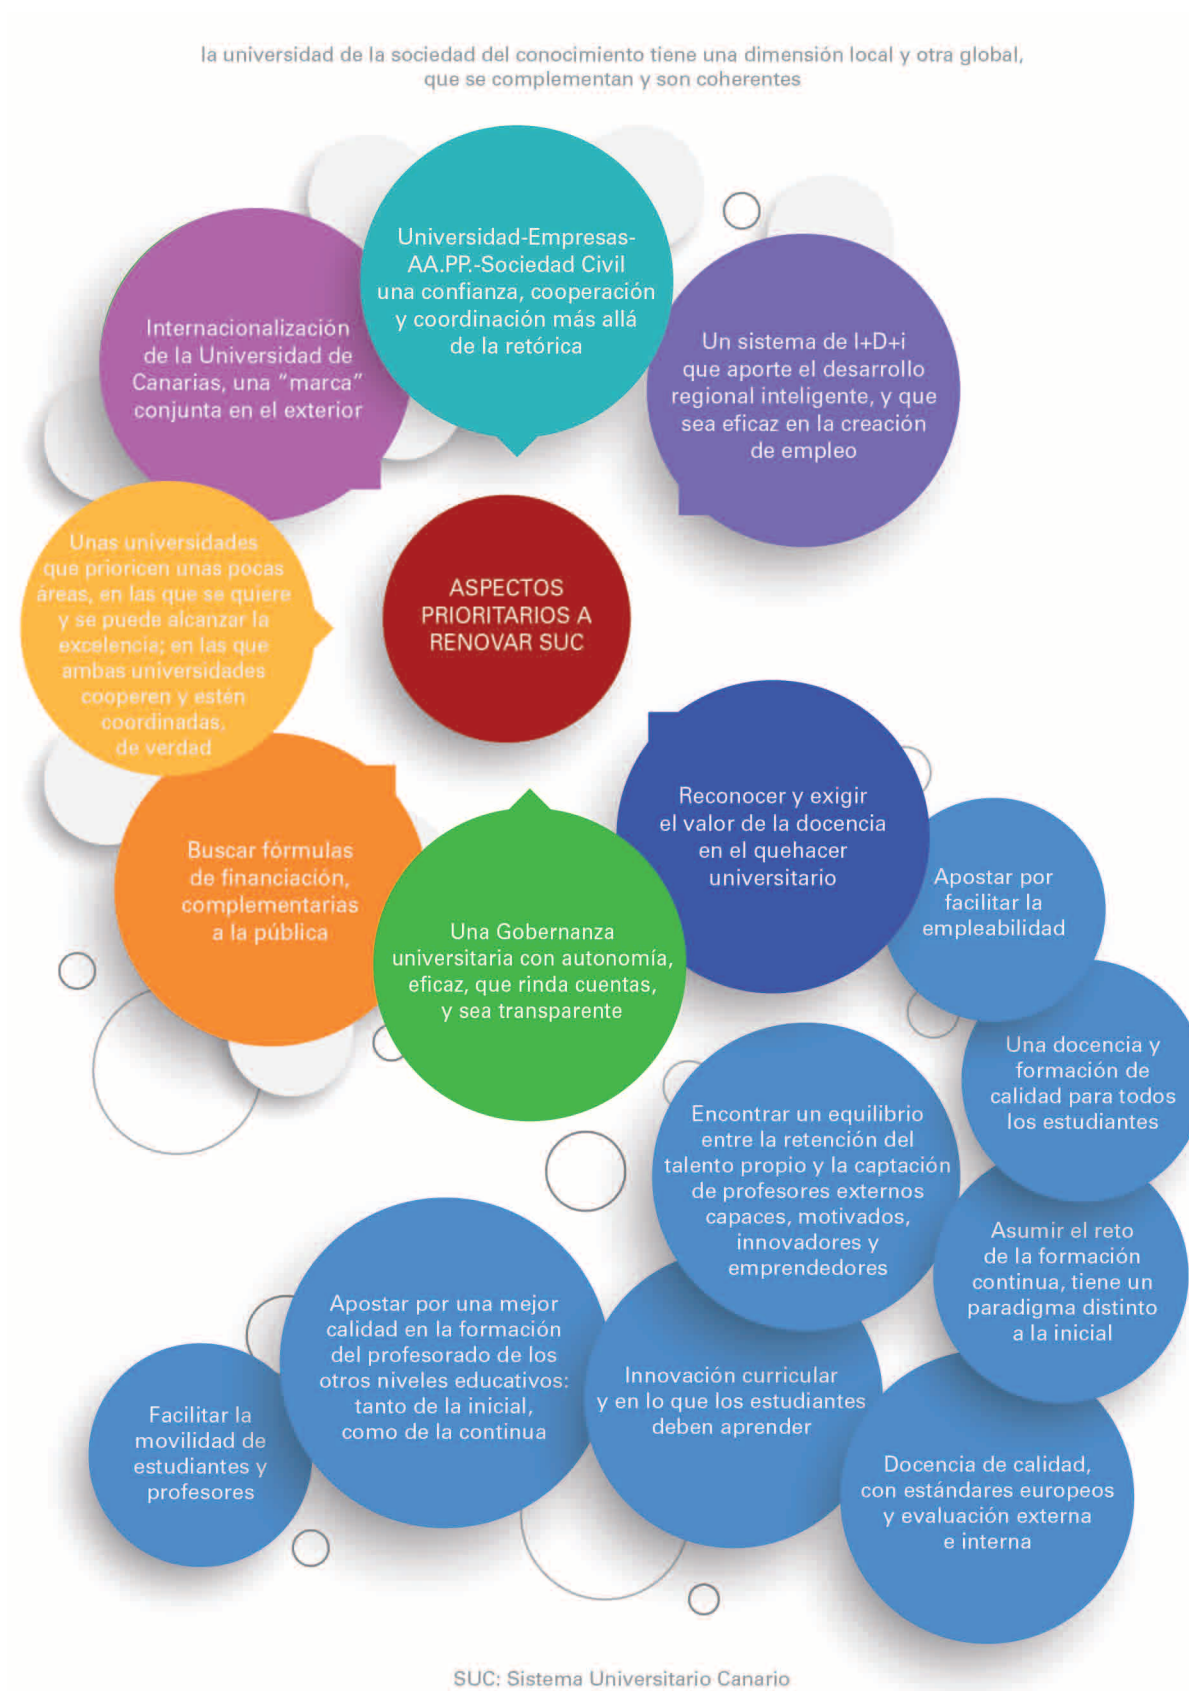 la universidad de la sociedad del conocimiento tiene una dimensión local y otra global,
que se complementan y son coherentes
Universidad-Empresas-
AA.PP.-Sociedad Civil
una confianza, cooperación
y coordinación más allá
de la retórica
Internacionalización
de la Universidad de
Canarias, una “marca”
conjunta en el exterior
Un sistema de I+D+i
que aporte el desarrollo
regional inteligente, y que
sea eficaz en la creación
de empleo
Unas universidades
que prioricen unas pocas
áreas, en las que se quiere
y se puede alcanzar la
excelencia; en las que
ambas universidades
cooperen y estén
coordinadas,
de verdad
ASPECTOS
PRIORITARIOS A
RENOVAR SUC
Buscar fórmulas
de financiación,
complementarias
a la pública
Una Gobernanza
universitaria con autonomía,
eficaz, que rinda cuentas,
y sea transparente
Reconocer y exigir
el valor de la docencia
en el quehacer
universitario
Apostar por
facilitar la
empleabilidad
Una docencia y
formación de
calidad para todos
los estudiantes
Asumir el reto
de la formación
continua, tiene un
paradigma distinto
a la inicial
Docencia de calidad,
con estándares europeos
y evaluación externa
e interna
Encontrar un equilibrio
entre la retención del
talento propio y la captación
de profesores externos
capaces, motivados,
innovadores y
emprendedores
Innovación curricular
y en lo que los estudiantes
deben aprender
Apostar por una mejor
calidad en la formación
del profesorado de los
otros niveles educativos:
tanto de la inicial,
como de la continua
Facilitar la
movilidad de
estudiantes y
profesores
SUC: Sistema Universitario Canario